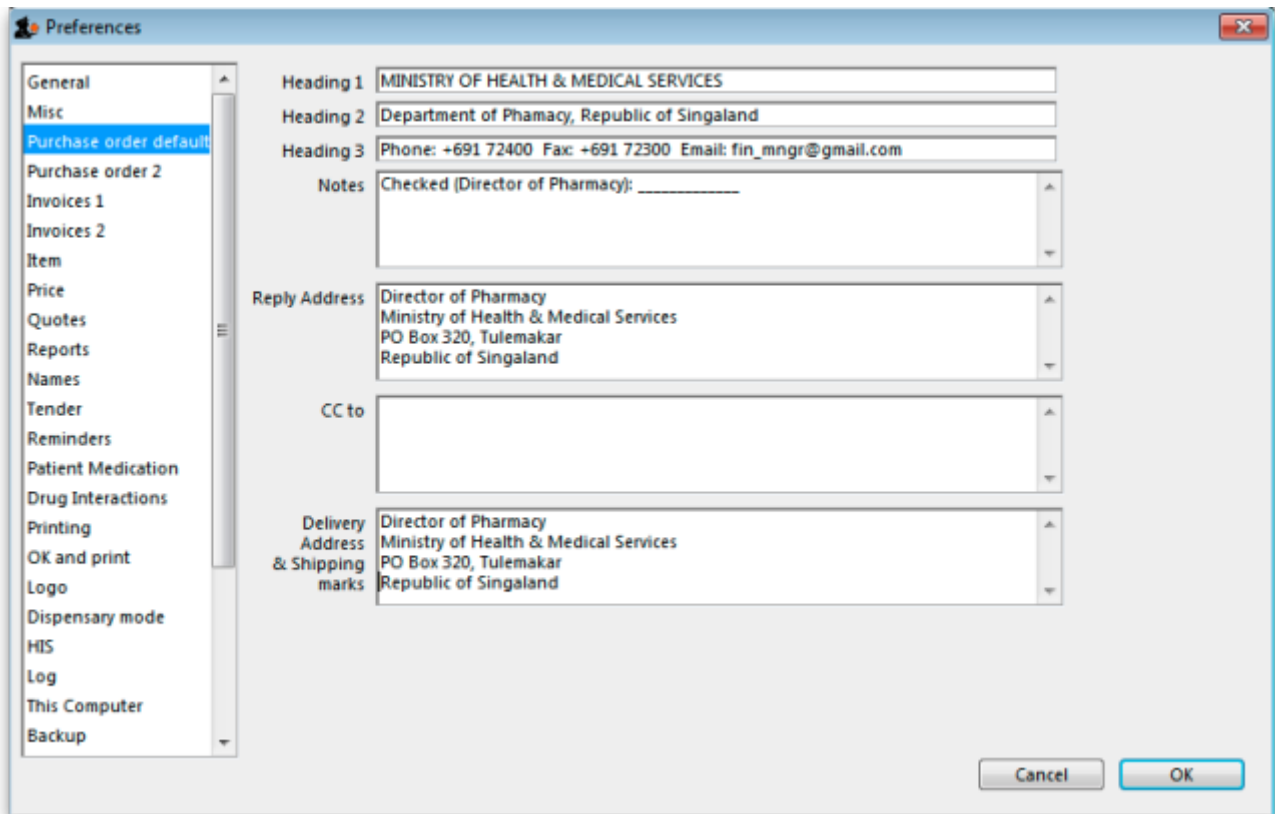 Preferences
General
Misc
Purchase order default
Purchase order 2
Invoices 1
Invoices 2
Item
Price
Quotes
Reports
Names
Tender
Reminders
Patient Medication
Drug Interactions
Printing
OK and print
Logo
Dispensary mode
HIS
Log
This Computer
Backup
Heading 1 MINISTRY OF HEALTH & MEDICAL SERVICES
Heading 2 Department of Phamacy, Republic of Singaland
Heading 3 Phone: +691 72400 Fax: +691 72300 Email: fin_mngr@gmail.com
Notes Checked (Director of Pharmacy): _____________
Reply Address Director of Pharmacy
Ministry of Health & Medical Services
PO Box 320, Tulemakar
Republic of Singaland
CC to
Delivery Director of Pharmacy
Address Ministry of Health & Medical Services
& Shipping PO Box 320, Tulemakar
marks Republic of Singaland
Cancel OK